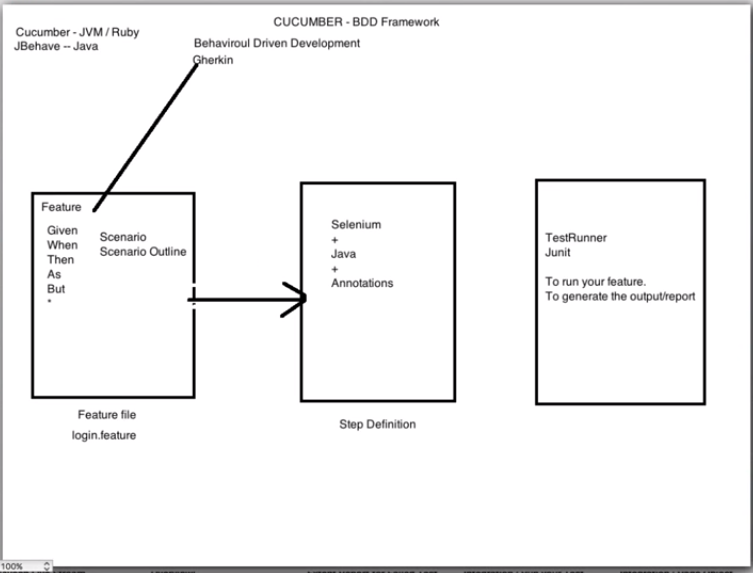 CUCUMBER - BDD Framework
Cucumber - JVM / Ruby
JBehave -- Java
Behaviroul Driven Development
Gherkin
Feature
Given
When
Then
As
But
*
Scenario
Scenario Outline
Feature file
login.feature
Selenium
+
Java
+
Annotations
Step Definition
TestRunner
Junit
To run your feature.
To generate the output/report
100%